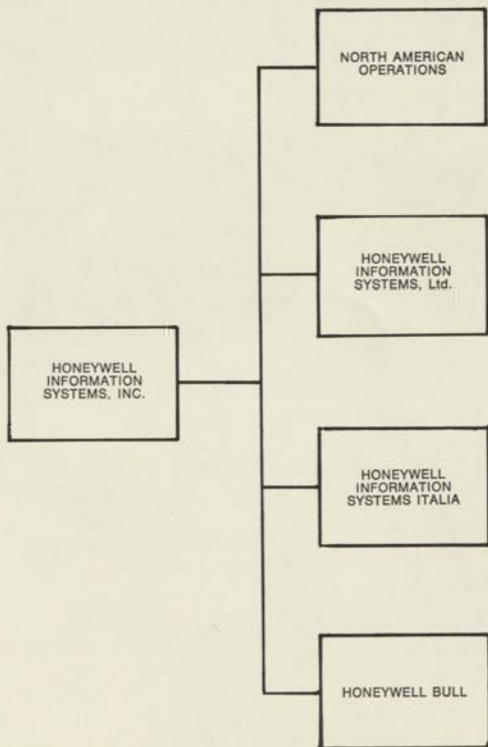 NORTH AMERICAN
OPERATIONS
HONEYWELL
INFORMATION
SYSTEMS, Ltd.
HONEYWELL
INFORMATION
SYSTEMS, INC.
HONEYWELL
INFORMATION
SYSTEMS ITALIA
HONEYWELL BULL